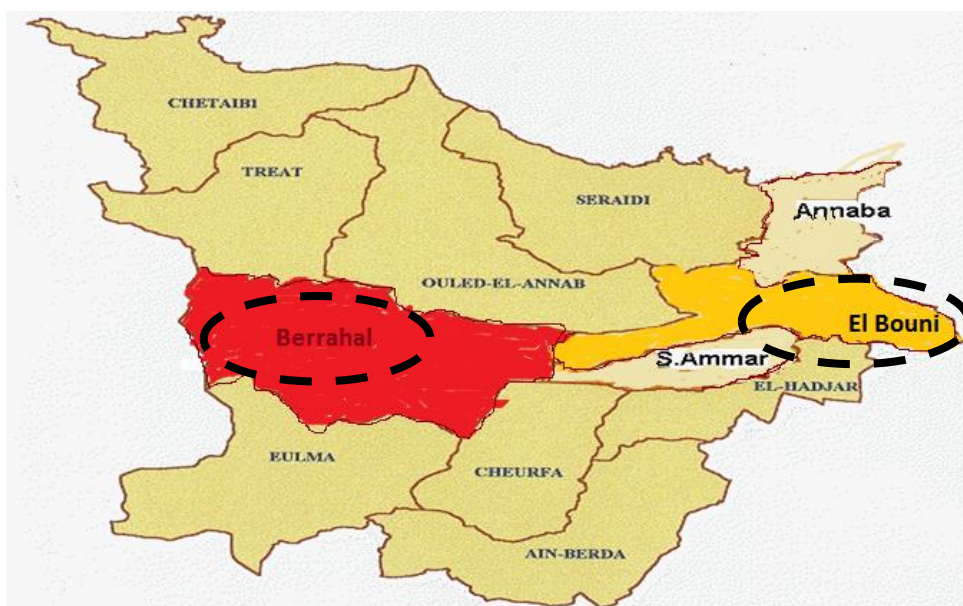 CHETAIBI
TREAT
SERAIDI
Annaba
OULED-EL-ANNAB
Berrahal
El Bouni
S.Ammar
EL-HADJAR
EULMA
CHEURFA
AIN-BERDA